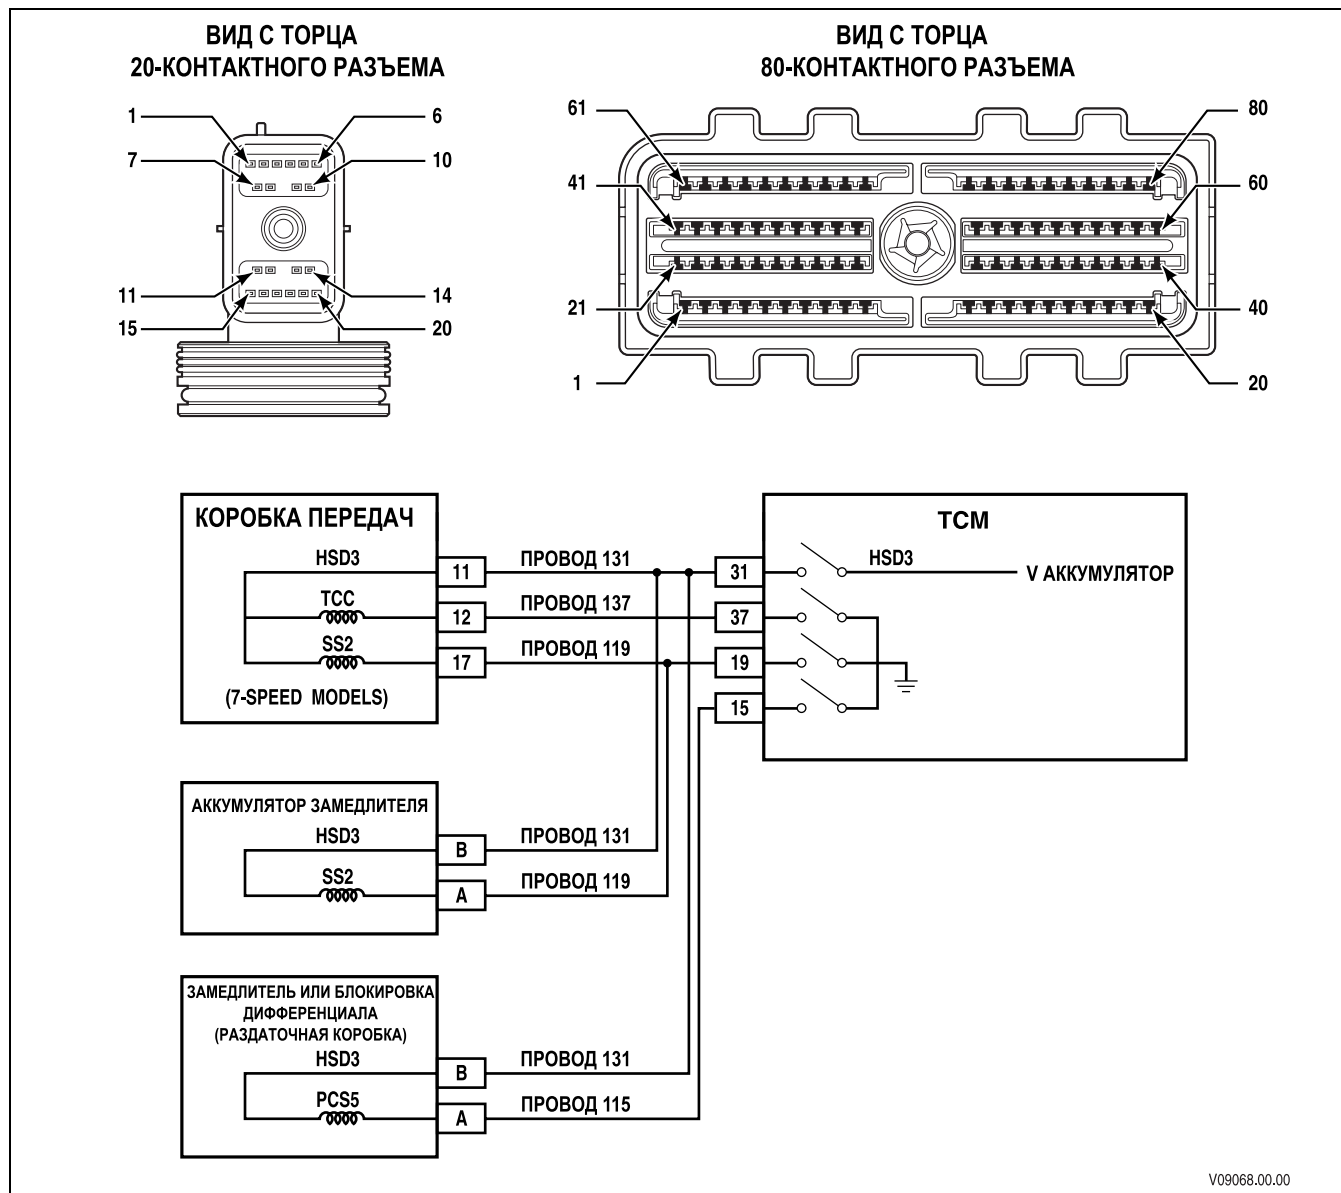 ВИД С ТОРЦА
20-КОНТАКТНОГО РАЗЪЕМА
1
6
7
10
11
14
15
20
ВИД С ТОРЦА
80-КОНТАКТНОГО РАЗЪЕМА
61
80
41
60
21
40
1
20
КОРОБКА ПЕРЕДАЧ
HSD3
11
ПРОВОД 131
TCC
12
ПРОВОД 137
SS2
17
ПРОВОД 119
(7-SPEED MODELS)
TCM
31
HSD3
V АККУМУЛЯТОР
37
19
15
АККУМУЛЯТОР ЗАМЕДЛИТЕЛЯ
HSD3
B
ПРОВОД 131
SS2
A
ПРОВОД 119
ЗАМЕДЛИТЕЛЬ ИЛИ БЛОКИРОВКА
ДИФФЕРЕНЦИАЛА
(РАЗДАТОЧНАЯ КОРОБКА)
HSD3
B
ПРОВОД 131
PCS5
A
ПРОВОД 115
V09068.00.00